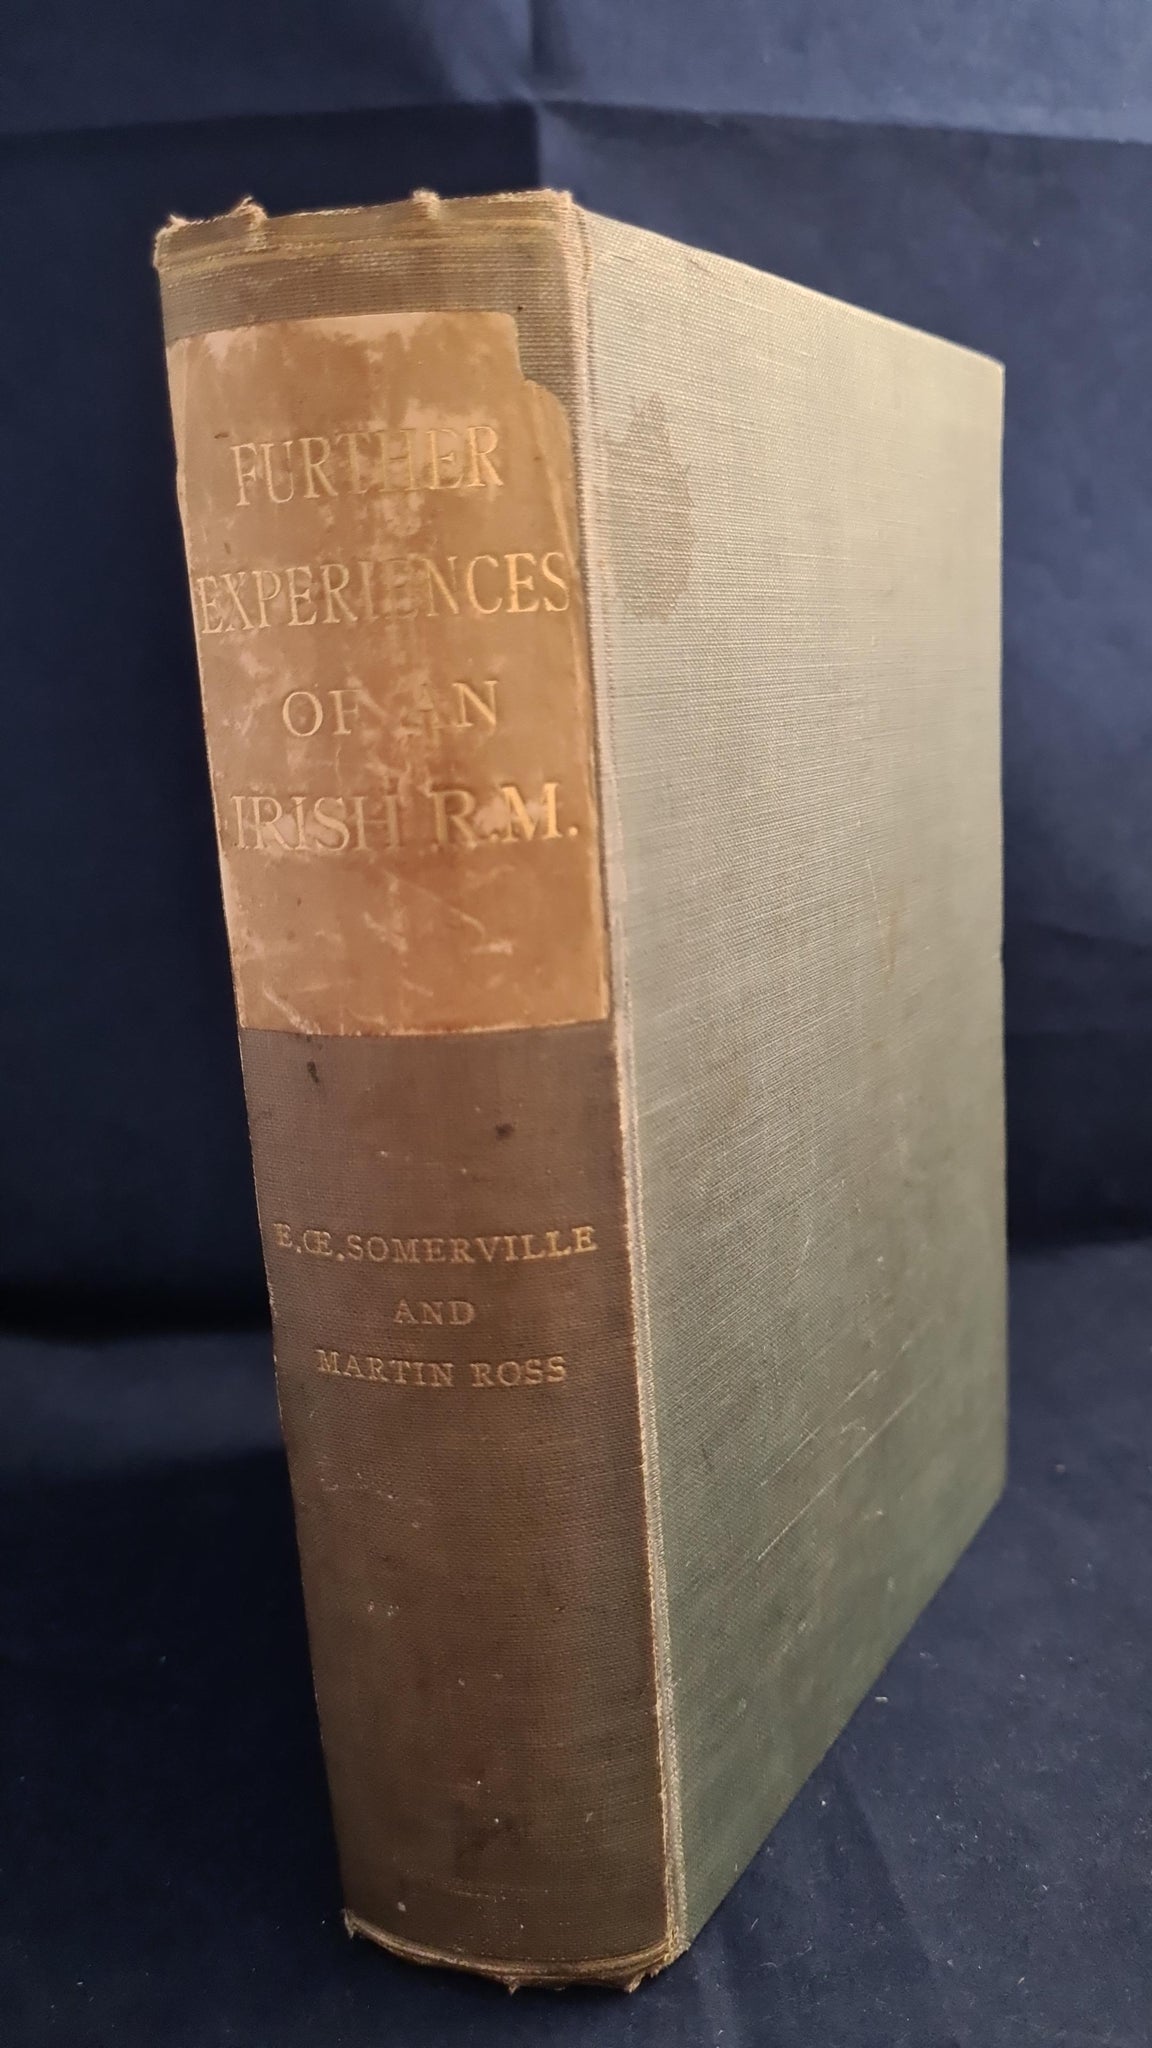 FURTHER
EXPERIENCES
OF AN
IRISH R.M.
E.Œ.SOMERVILLE
AND
MARTIN ROSS